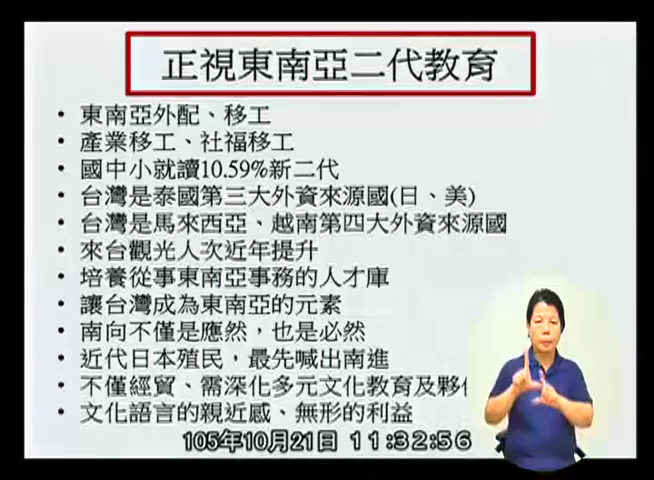 正視東南亞二代教育
• 東南亞外配、移工
• 產業移工、社福移工
• 國中小就讀10.59%新二代
• 台灣是泰國第三大外資來源國(日、美)
• 台灣是馬來西亞、越南第四大外資來源國
• 來台觀光人次近年提升
• 培養從事東南亞事務的人才庫
• 讓台灣成為東南亞的元素
• 南向不僅是應然，也是必然
• 近代日本殖民，最先喊出南進
• 不僅經貿、需深化多元文化教育及夥
• 文化語言的親近感、無形的利益
105年10月21日 11:32:56